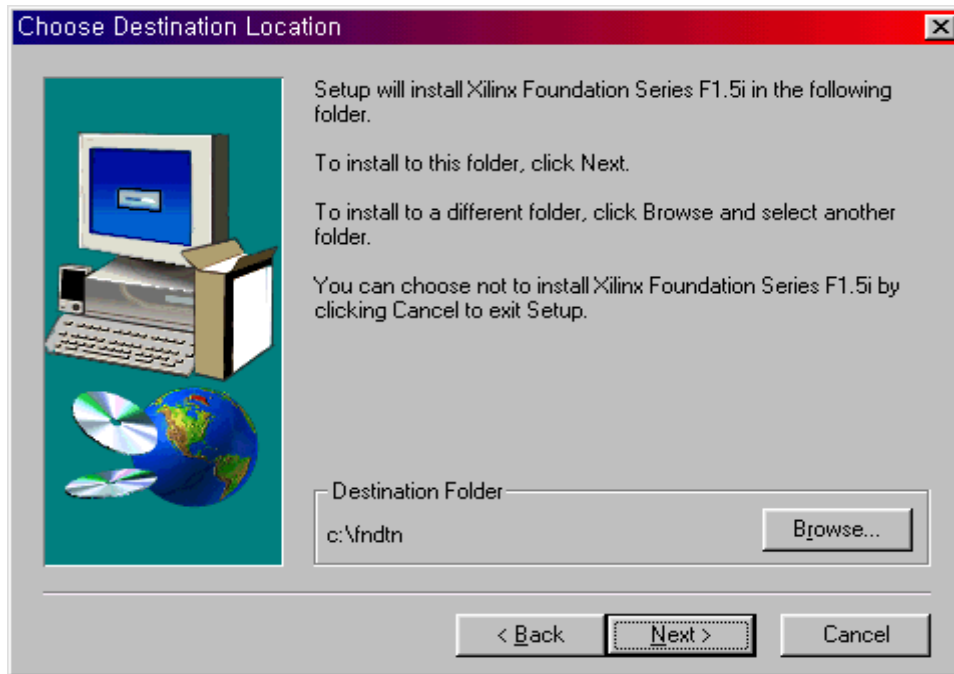 Choose Destination Location
Setup will install Xilinx Foundation Series F1.5i in the following
folder.
To install to this folder, click Next.
To install to a different folder, click Browse and select another
folder.
You can choose not to install Xilinx Foundation Series F1.5i by
clicking Cancel to exit Setup.
Destination Folder
c:\fndtn
Browse...
< Back
Next >
Cancel